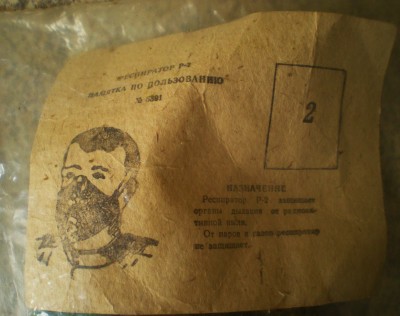 РЕСПИРАТОР Р-2
ПАМЯТКА ПО ПОЛЬЗОВАНИЮ
2
НАЗНАЧЕНИЕ
Респиратор Р-2 защищает
органы дыхания от радиоак-
тивной пыли.
От паров и газов респиратор
не защищает.